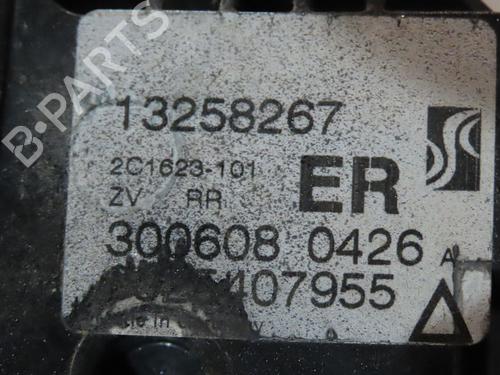 13258267
2C1623-101
ZV RR ER
300608 0426 A
407955
B-PARTS